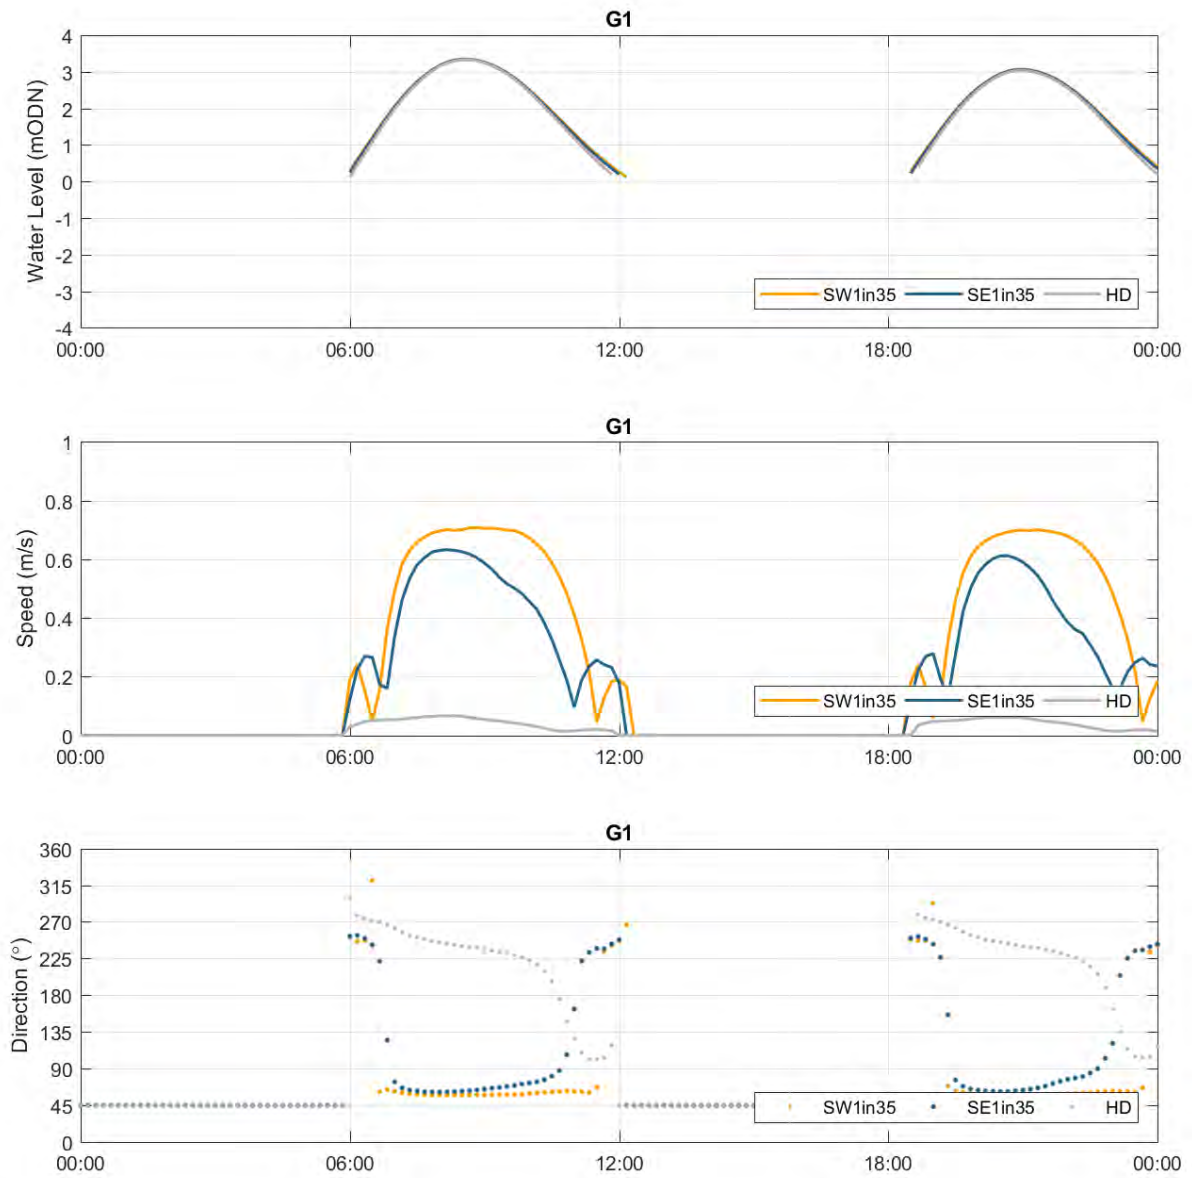 G1
4
3
2
1
0
-1
-2
-3
-4
Water Level (mODN)
SW1in35 SE1in35 HD
00:00 06:00 12:00 18:00 00:00
G1
1
0.8
0.6
0.4
0.2
0
Speed (m/s)
SW1in35 SE1in35 HD
00:00 06:00 12:00 18:00 00:00
G1
360
315
270
225
180
135
90
45
0
Direction (°)
SW1in35 SE1in35 HD
00:00 06:00 12:00 18:00 00:00